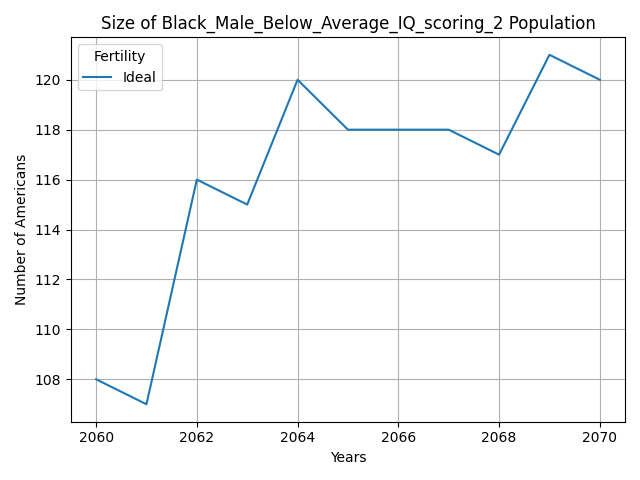 Size of Black_Male_Below_Average_IQ_scoring_2 Population
Fertility
Ideal
Number of Americans
120
118
116
114
112
110
108
2060 2062 2064 2066 2068 2070
Years